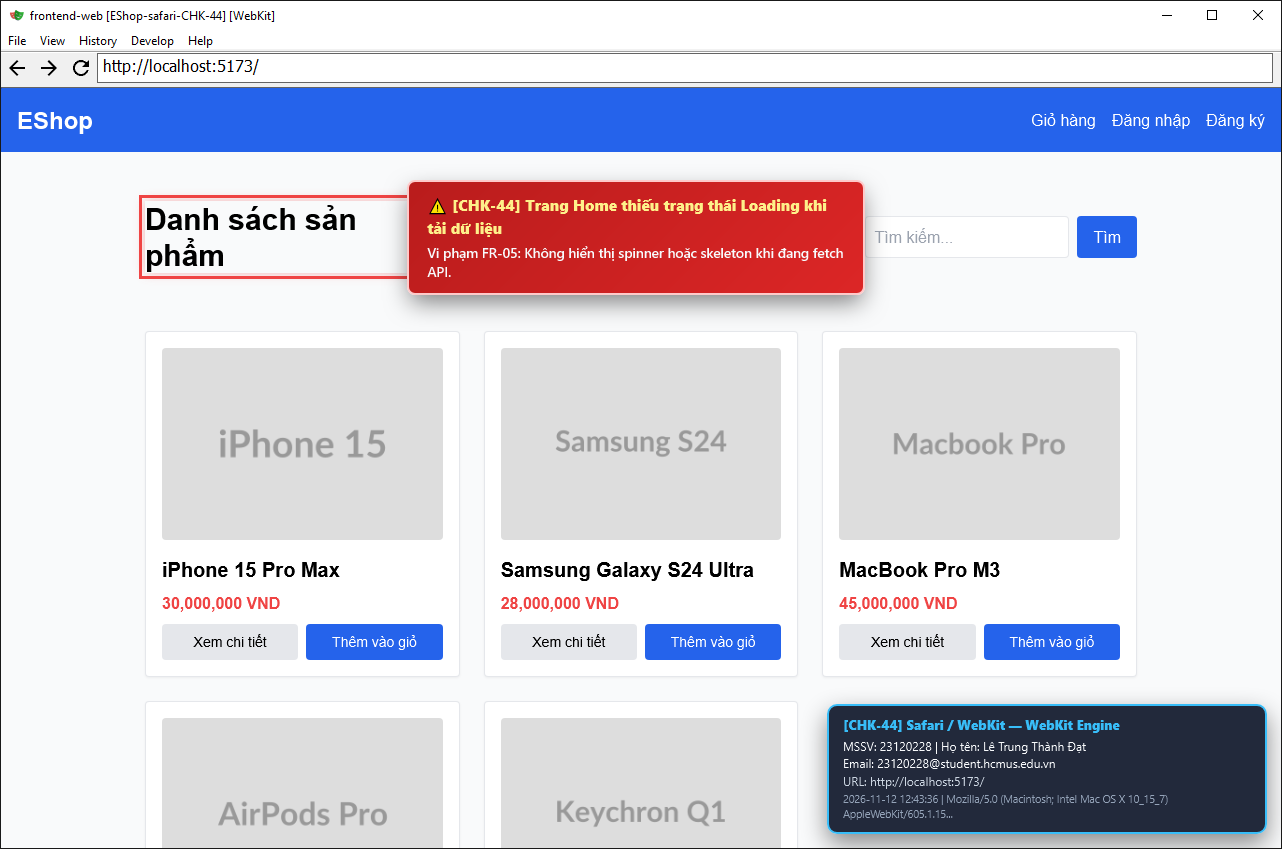 frontend-web [EShop-safari-CHK-44] [WebKit]
File View History Develop Help
http://localhost:5173/
EShop
Giỏ hàng Đăng nhập Đăng ký
Danh sách sản
phẩm
⚠ [CHK-44] Trang Home thiếu trạng thái Loading khi
tải dữ liệu
Vi phạm FR-05: Không hiển thị spinner hoặc skeleton khi đang fetch
API.
Tìm kiếm...
Tìm
iPhone 15
Samsung S24
Macbook Pro
iPhone 15 Pro Max
Samsung Galaxy S24 Ultra
MacBook Pro M3
30,000,000 VND
28,000,000 VND
45,000,000 VND
Xem chi tiết Thêm vào giỏ
Xem chi tiết Thêm vào giỏ
Xem chi tiết Thêm vào giỏ
AirPods Pro
Keychron Q1
[CHK-44] Safari / WebKit — WebKit Engine
MSSV: 23120228 | Họ tên: Lê Trung Thành Đạt
Email: 23120228@student.hcmus.edu.vn
URL: http://localhost:5173/
2026-11-12 12:43:36 | Mozilla/5.0 (Macintosh; Intel Mac OS X 10_15_7)
AppleWebKit/605.1.15...